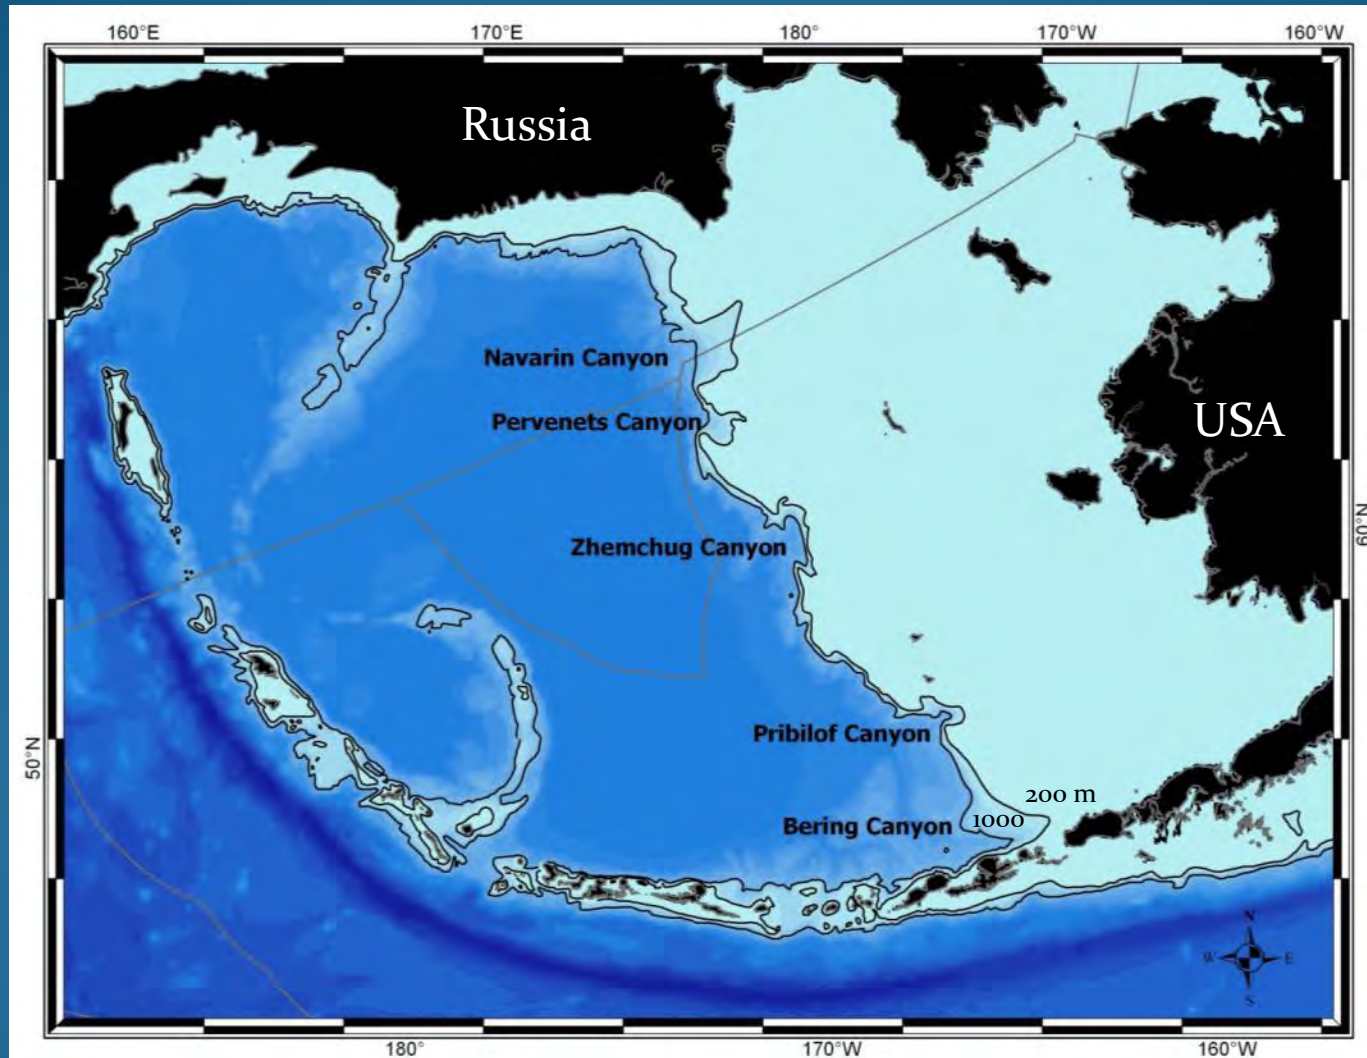 160°E 170°E 180° 170°W 160°W
Russia
Navarin Canyon
USA
Pervenets Canyon
60°N
Zhemchug Canyon
Pribilof Canyon
50°N
200 m
1000
Bering Canyon
N
W E
S
180° 170°W 160°W